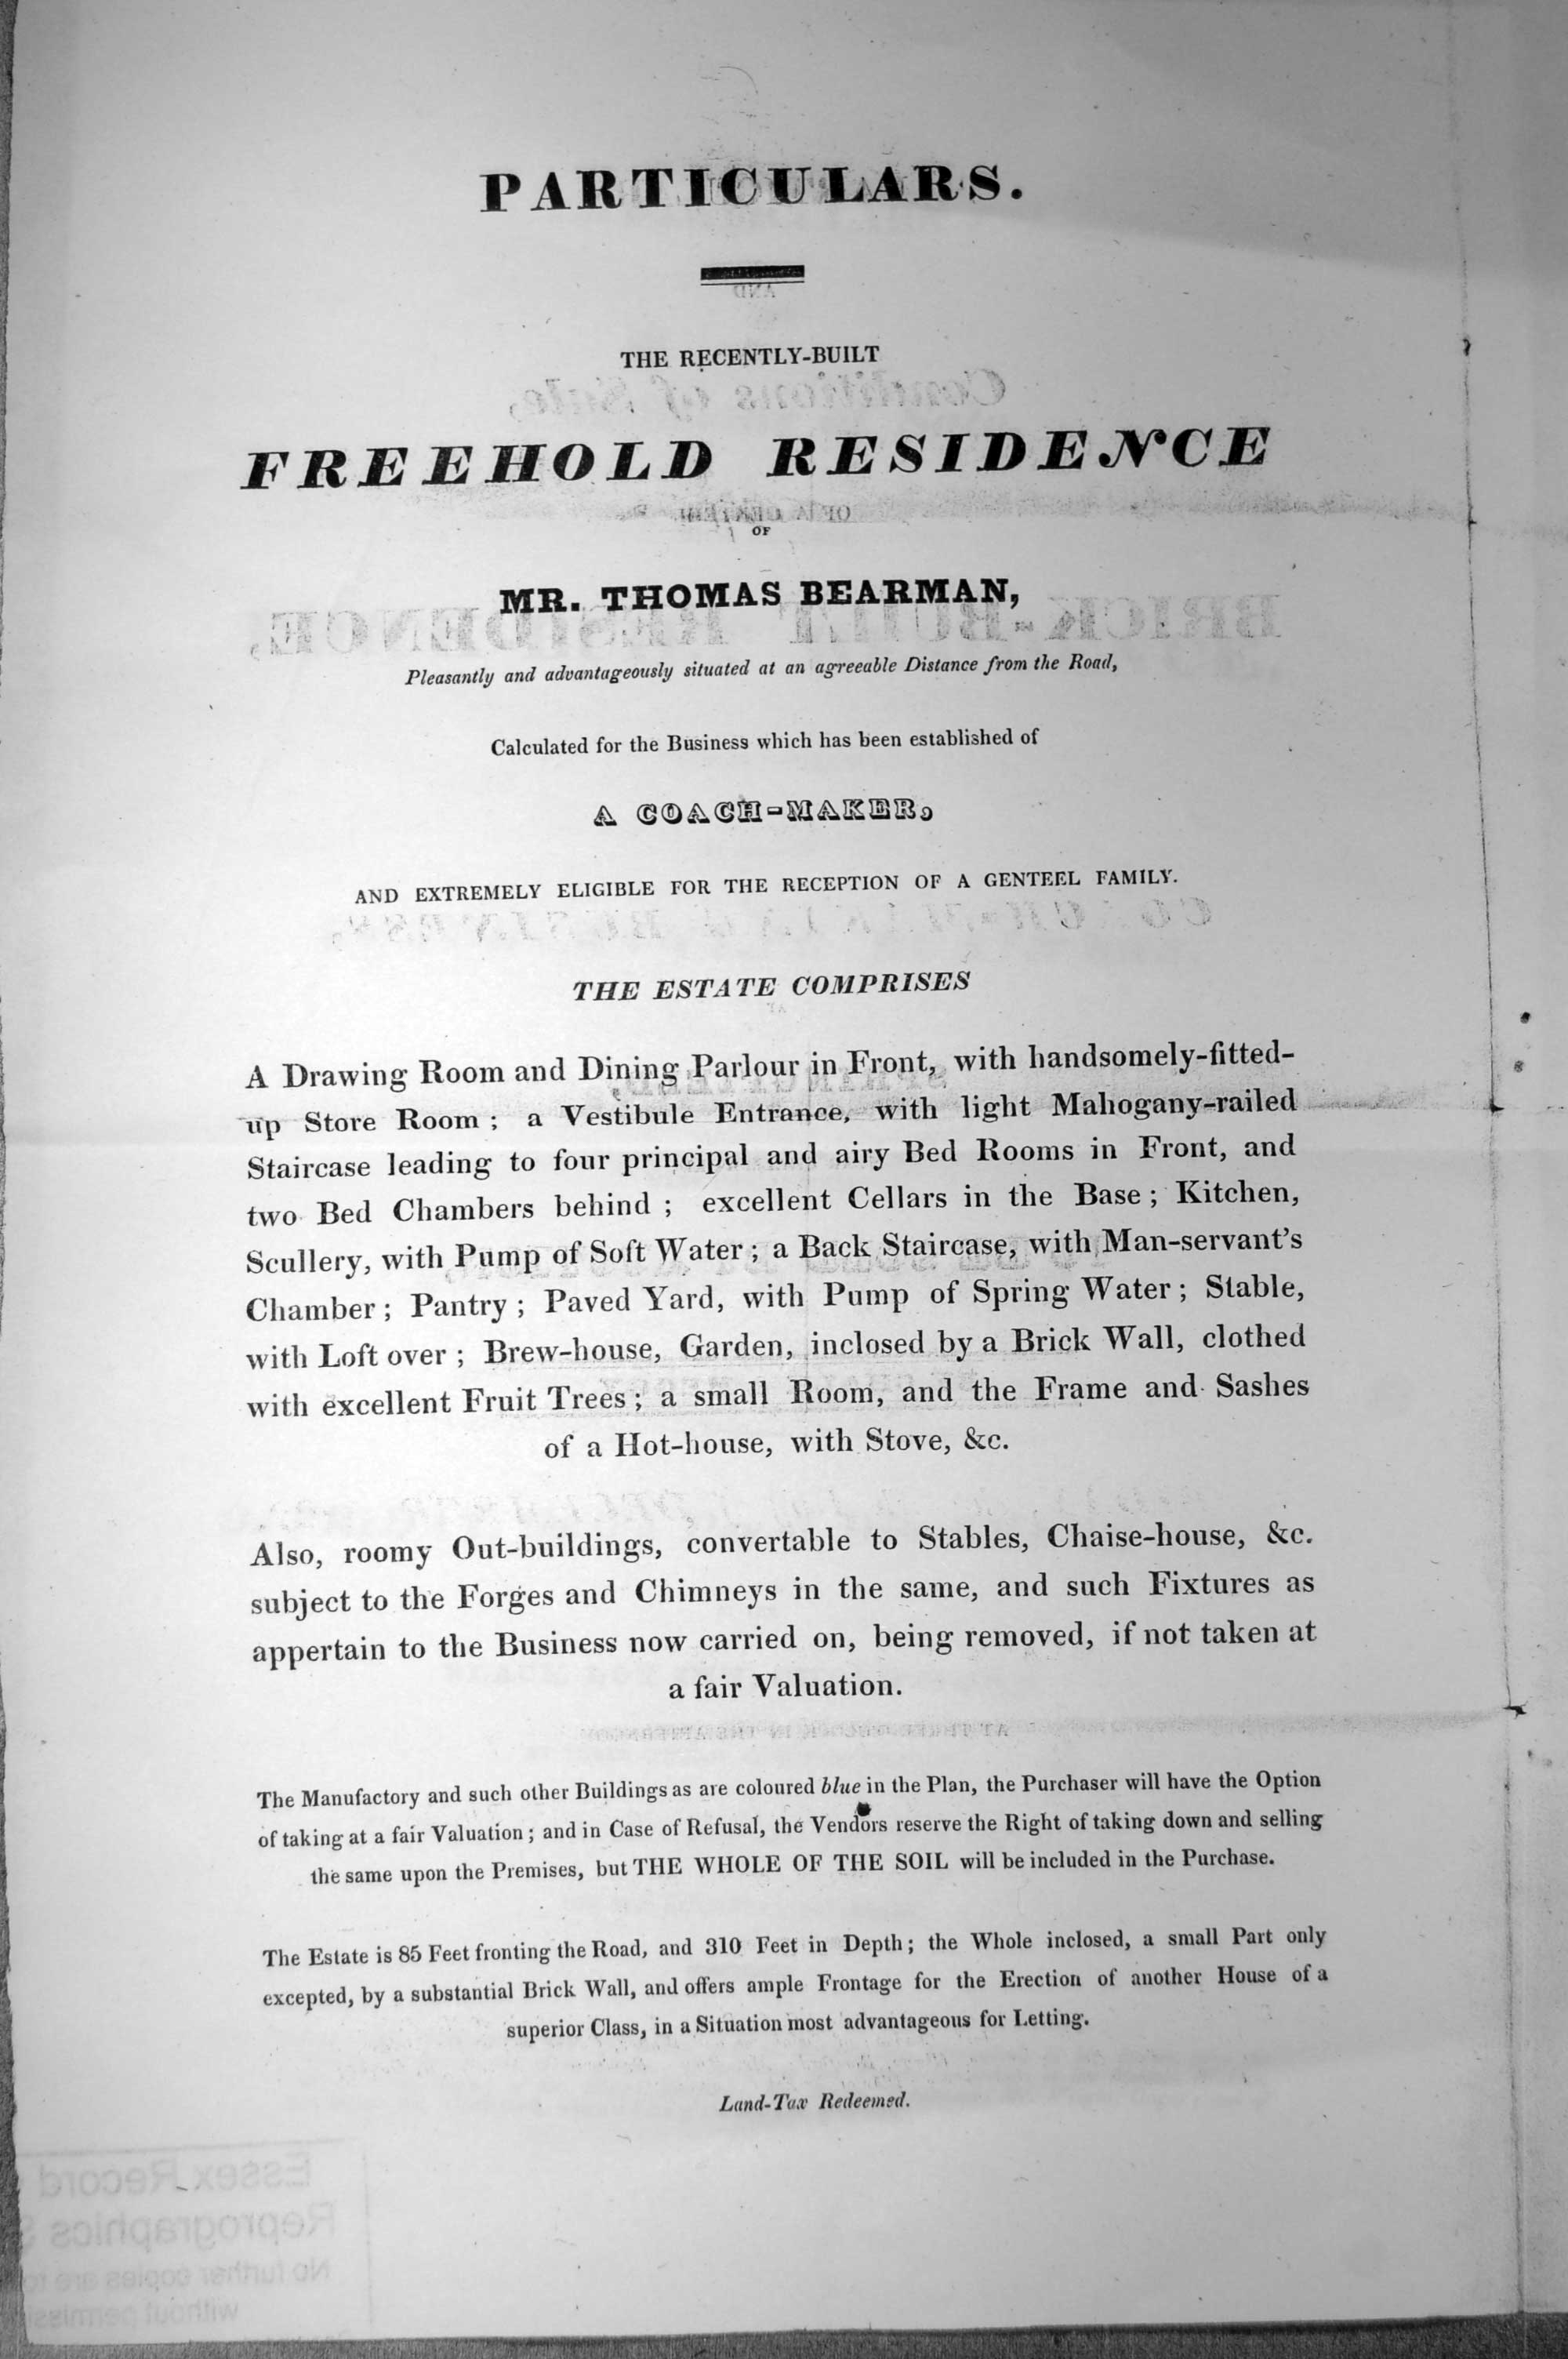 PARTICULARS.
THE RECENTLY-BUILT
FREEHOLD RESIDENCE
OF
MR. THOMAS BEARMAN,
Pleasantly and advantageously situated at an agreeable Distance from the Road,
Calculated for the Business which has been established of
A COACH-MAKER,
AND EXTREMELY ELIGIBLE FOR THE RECEPTION OF A GENTEEL FAMILY.
THE ESTATE COMPRISES
A Drawing Room and Dining Parlour in Front, with handsomely-fitted-
up Store Room; a Vestibule Entrance, with light Mahogany-railed
Staircase leading to four principal and airy Bed Rooms in Front, and
two Bed Chambers behind; excellent Cellars in the Base; Kitchen,
Scullery, with Pump of Soft Water; a Back Staircase, with Man-servant's
Chamber; Pantry; Paved Yard, with Pump of Spring Water; Stable,
with Loft over; Brew-house, Garden, inclosed by a Brick Wall, clothed
with excellent Fruit Trees; a small Room, and the Frame and Sashes
of a Hot-house, with Stove, &c.
Also, roomy Out-buildings, convertable to Stables, Chaise-house, &c.
subject to the Forges and Chimneys in the same, and such Fixtures as
appertain to the Business now carried on, being removed, if not taken at
a fair Valuation.
The Manufactory and such other Buildings as are coloured blue in the Plan, the Purchaser will have the Option
of taking at a fair Valuation; and in Case of Refusal, the Vendors reserve the Right of taking down and selling
the same upon the Premises, but THE WHOLE OF THE SOIL will be included in the Purchase.
The Estate is 85 Feet fronting the Road, and 310 Feet in Depth; the Whole inclosed, a small Part only
excepted, by a substantial Brick Wall, and offers ample Frontage for the Erection of another House of a
superior Class, in a Situation most advantageous for Letting.
Land-Tax Redeemed.
Essex Record
Reprographics
No further copies are to
without permissi